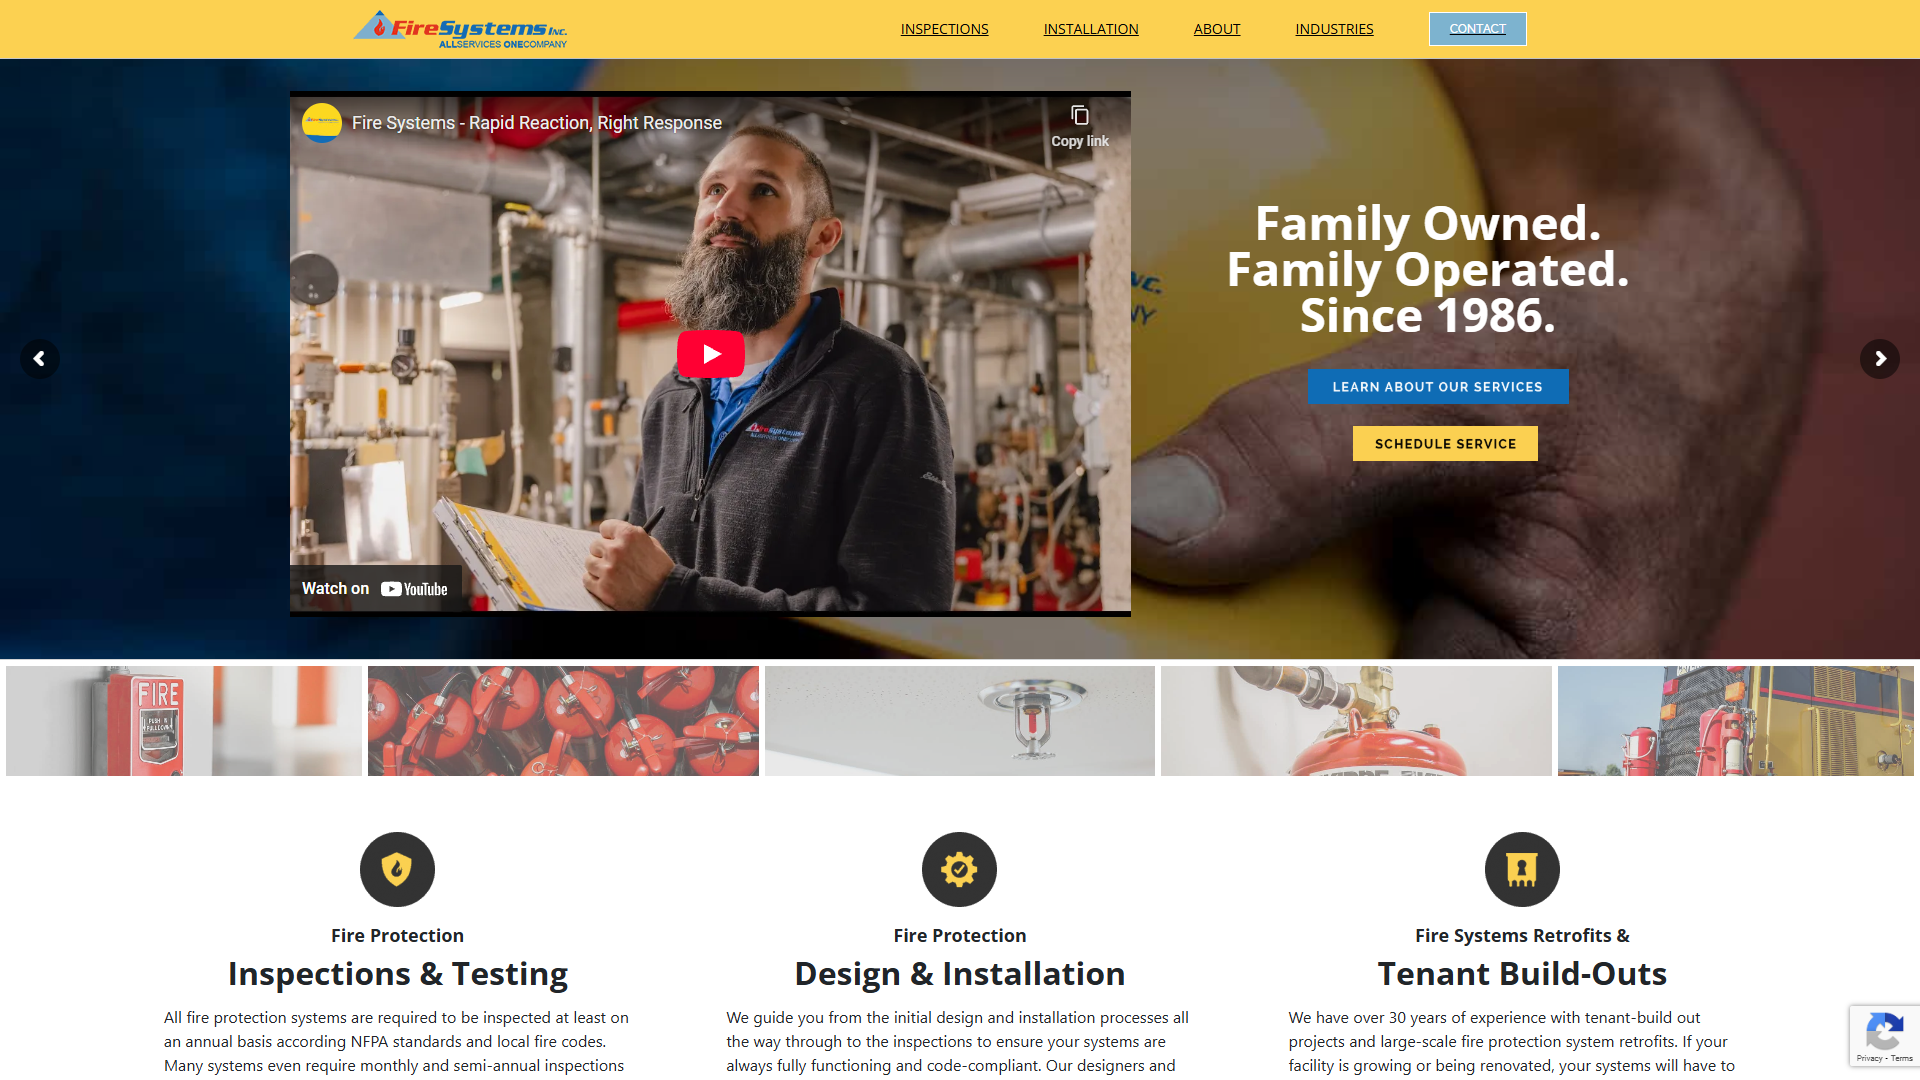 FireSystems INC.
ALLSERVICES ONECOMPANY
INSPECTIONS
INSTALLATION
ABOUT
INDUSTRIES
CONTACT
Fire Systems - Rapid Reaction, Right Response
Copy link
FireSystems
Watch on YouTube
Family Owned.
Family Operated.
Since 1986.
LEARN ABOUT OUR SERVICES
SCHEDULE SERVICE
FIRE
PUSH IN
PULL DOWN
Fire Protection
Inspections & Testing
All fire protection systems are required to be inspected at least on
an annual basis according NFPA standards and local fire codes.
Many systems even require monthly and semi-annual inspections
Fire Protection
Design & Installation
We guide you from the initial design and installation processes all
the way through to the inspections to ensure your systems are
always fully functioning and code-compliant. Our designers and
Fire Systems Retrofits &
Tenant Build-Outs
We have over 30 years of experience with tenant-build out
projects and large-scale fire protection system retrofits. If your
facility is growing or being renovated, your systems will have to
Privacy - Terms